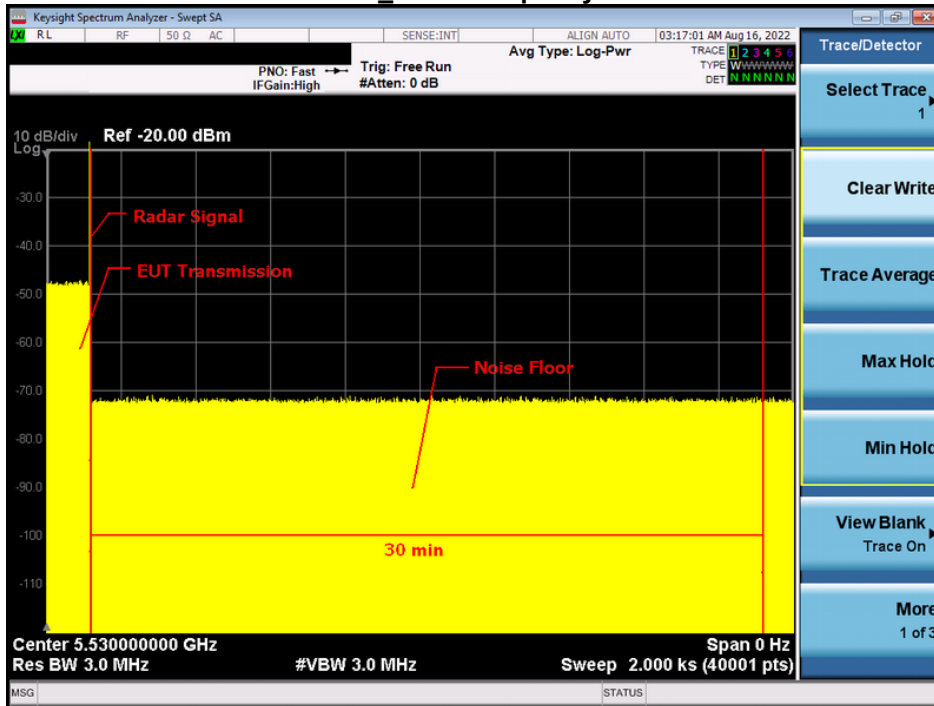 Keysight Spectrum Analyzer - Swept SA
LXI RL RF 50 Ω AC SENSE:INT ALIGN AUTO 03:17:01 AM Aug 16, 2022
Avg Type: Log-Pwr
TRACE 1 2 3 4 5 6
TYPE WWWWWW
DET N N N N N N
PNO: Fast
IFGain:High
Trig: Free Run
#Atten: 0 dB
10 dB/div
Log
Ref -20.00 dBm
-30.0
-40.0
-50.0
-60.0
-70.0
-80.0
-90.0
-100
-110
Radar Signal
EUT Transmission
Noise Floor
30 min
Center 5.530000000 GHz
Span 0 Hz
Res BW 3.0 MHz
#VBW 3.0 MHz
Sweep 2.000 ks (40001 pts)
MSG
STATUS
Trace/Detector
Select Trace
1
Clear Write
Trace Average
Max Hold
Min Hold
View Blank
Trace On
More
1 of 3